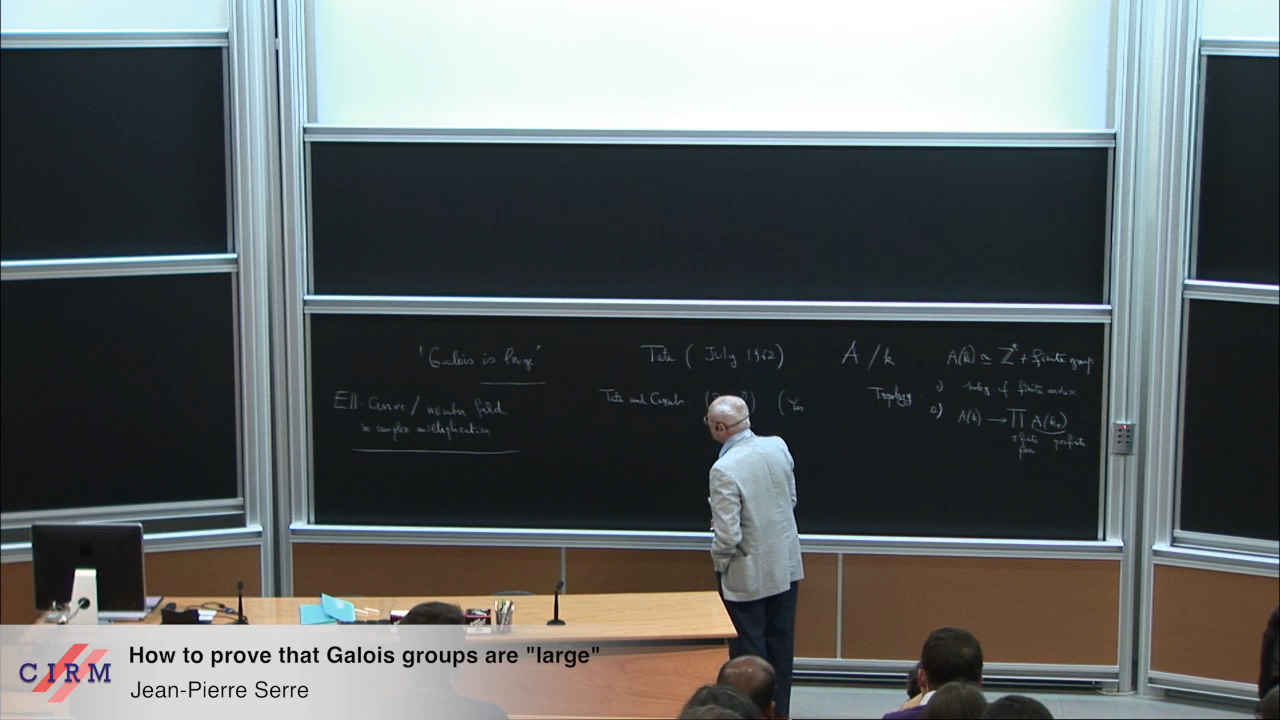 "Galois is large"
Ell Curve / number field
no complex multiplication
Tate ( July 1962)
Tate and
A / k
A(k) ≃ ℤʳ + finite group
Topology :
1) subg of finite index
2) A(k) → ∏ A(kᵥ)
finite profinite
CIRM
How to prove that Galois groups are "large"
Jean-Pierre Serre